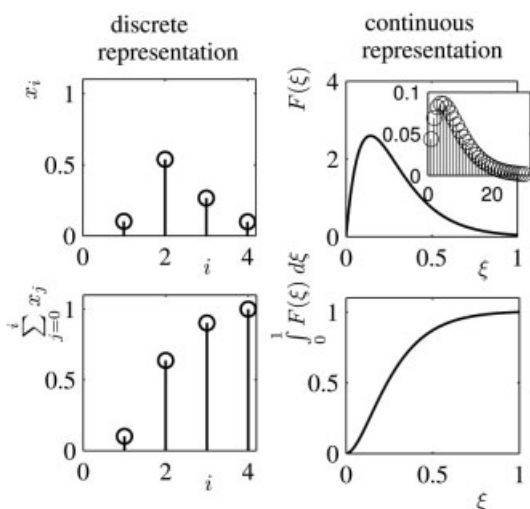 discrete
representation
continuous
representation
x_i
1
0.5
0
0
2
4
i
F(ξ)
4
2
0
0
0.5
1
ξ
0.1
0.05
0
0
20
∑_{j=0}^{i} x_j
1
0.5
0
0
2
4
i
∫_0^1 F(ξ) dξ
1
0.5
0
0
0.5
1
ξ